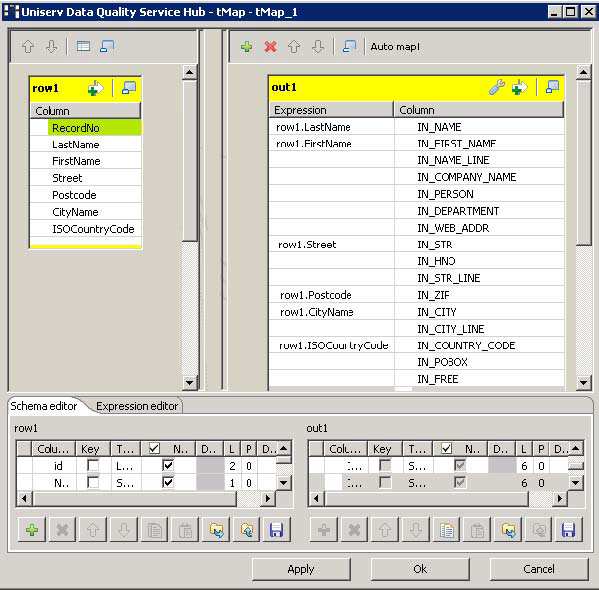 Uniserv Data Quality Service Hub - tMap - tMap_1
Auto map!
row1
Column
RecordNo
LastName
FirstName
Street
Postcode
CityName
ISOCountryCode
out1
Expression Column
row1.LastName IN_NAME
row1.FirstName IN_FIRST_NAME
IN_NAME_LINE
IN_COMPANY_NAME
IN_PERSON
IN_DEPARTMENT
IN_WEB_ADDR
row1.Street IN_STR
IN_HNO
IN_STR_LINE
row1.Postcode IN_ZIP
row1.CityName IN_CITY
IN_CITY_LINE
row1.ISOCountryCode IN_COUNTRY_CODE
IN_POBOX
IN_FREE
Schema editor Expression editor
row1
Colu... Key T... N.. D.. L P D..
id L... 2 0
N.. S... 1 0
out1
Colu... Key T... N.. D.. L P D..
I... S... 6 0
I... S... 6 0
Apply Ok Cancel